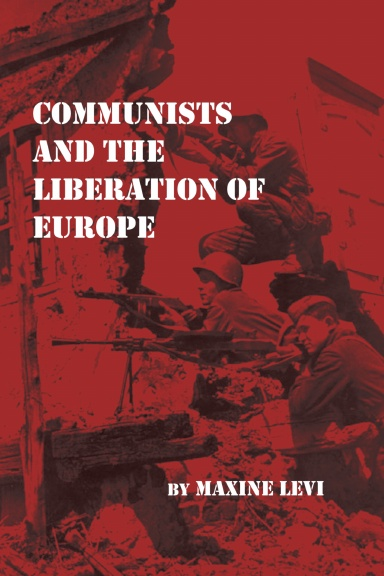 COMMUNISTS
AND THE
LIBERATION OF
EUROPE
BY MAXINE LEVI